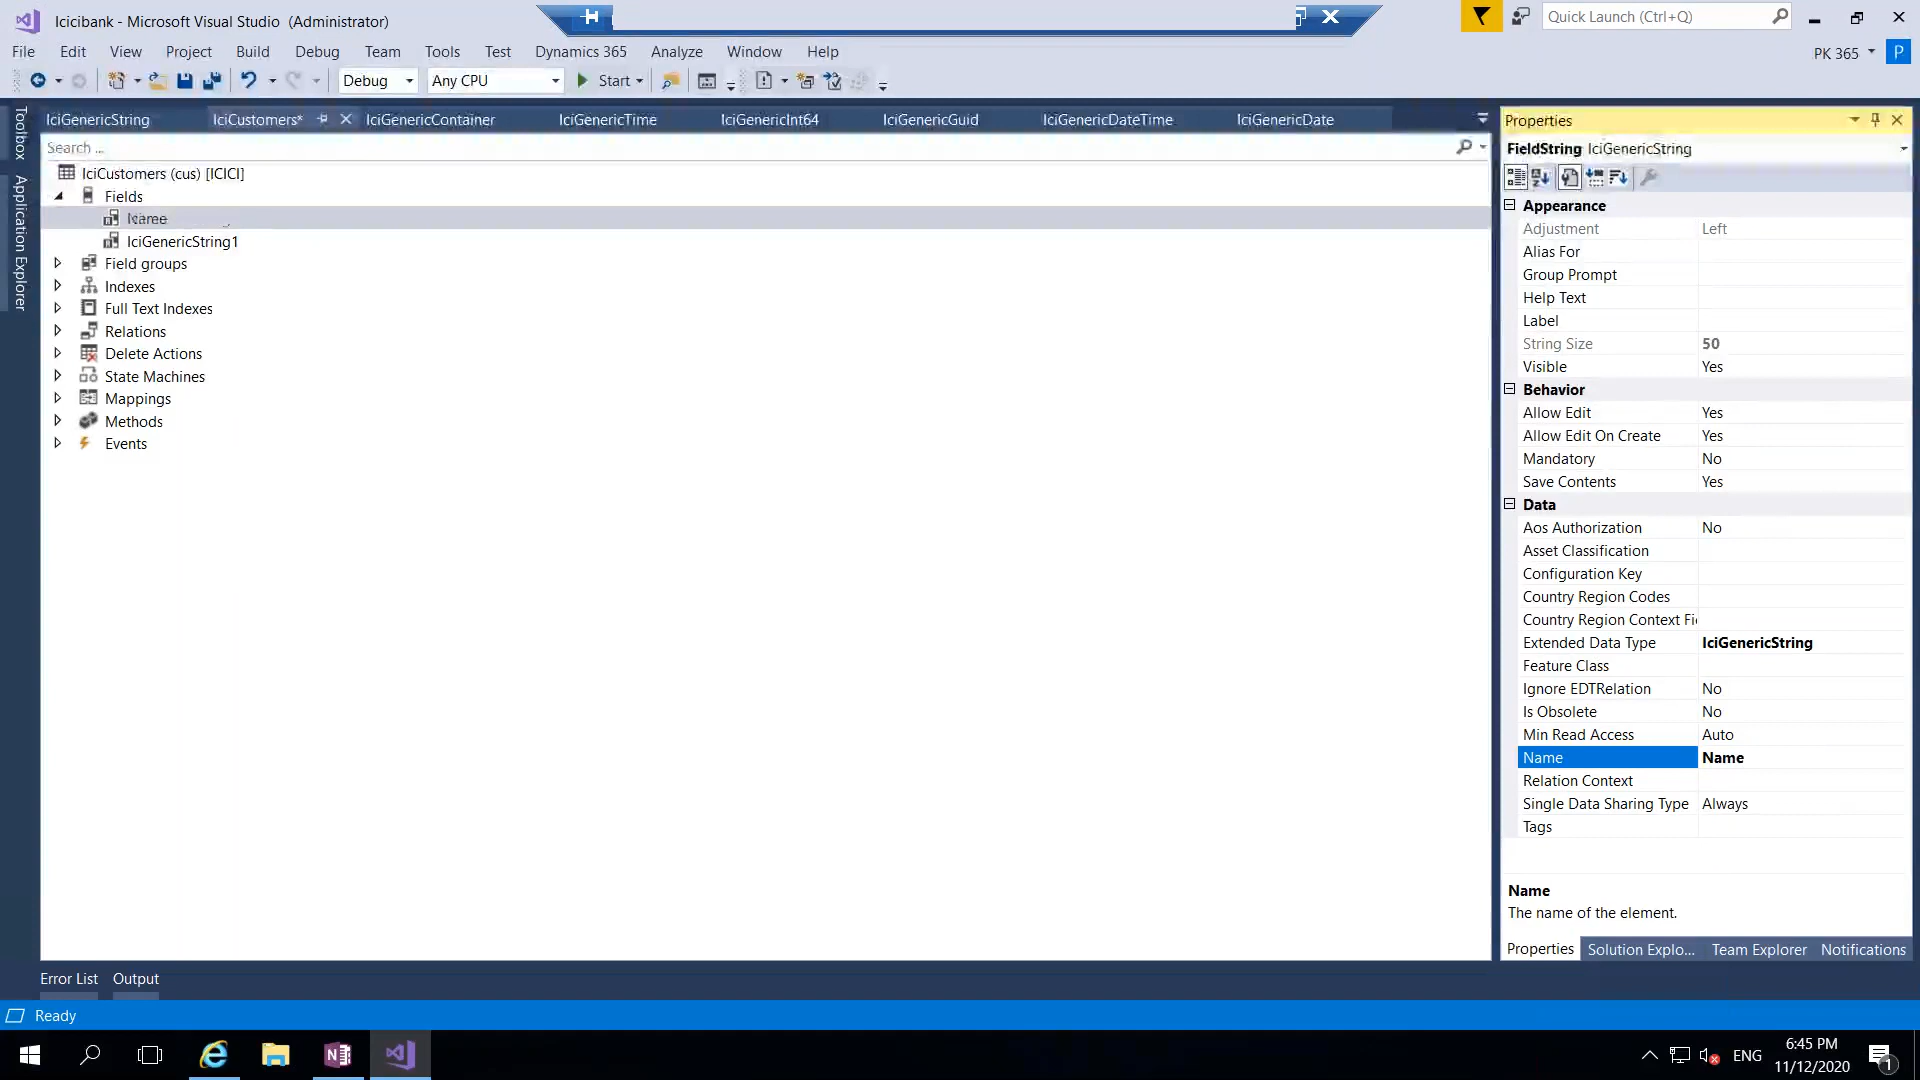 Icicibank - Microsoft Visual Studio (Administrator)
Quick Launch (Ctrl+Q)
File Edit View Project Build Debug Team Tools Test Dynamics 365 Analyze Window Help
PK 365 P
Debug Any CPU Start
Toolbox
Application Explorer
IciGenericString IciCustomers* IciGenericContainer IciGenericTime IciGenericInt64 IciGenericGuid IciGenericDateTime IciGenericDate
Search ...
IciCustomers (cus) [ICICI]
Fields
Name
IciGenericString1
Field groups
Indexes
Full Text Indexes
Relations
Delete Actions
State Machines
Mappings
Methods
Events
Properties
FieldString IciGenericString
Appearance
Adjustment Left
Alias For
Group Prompt
Help Text
Label
String Size 50
Visible Yes
Behavior
Allow Edit Yes
Allow Edit On Create Yes
Mandatory No
Save Contents Yes
Data
Aos Authorization No
Asset Classification
Configuration Key
Country Region Codes
Country Region Context Fi
Extended Data Type IciGenericString
Feature Class
Ignore EDTRelation No
Is Obsolete No
Min Read Access Auto
Name Name
Relation Context
Single Data Sharing Type Always
Tags
Name
The name of the element.
Properties Solution Explo... Team Explorer Notifications
Error List Output
Ready
ENG
6:45 PM
11/12/2020
1